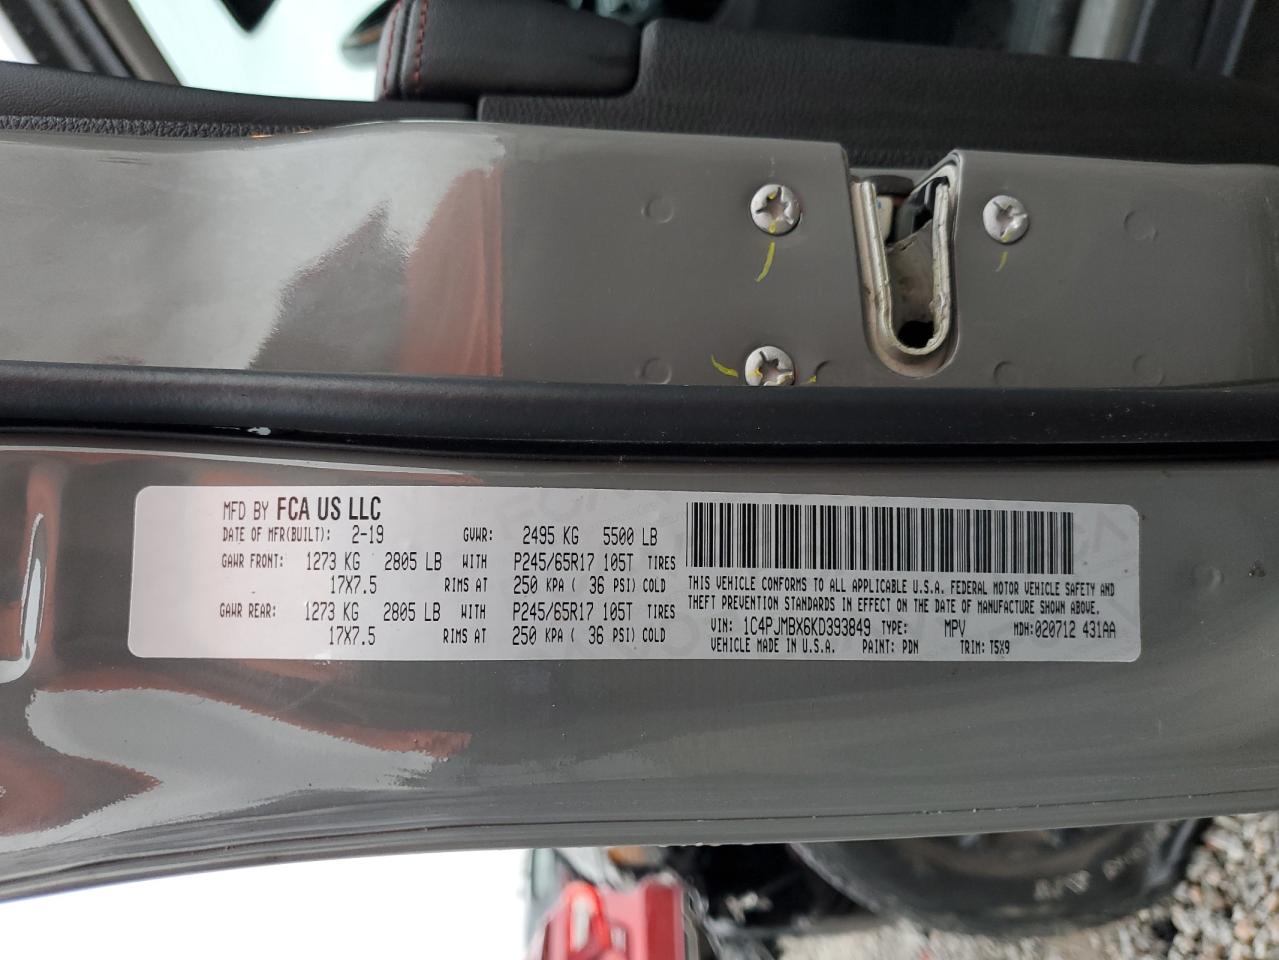 MFD BY FCA US LLC
DATE OF MFR(BUILT): 2-19 GVWR: 2495 KG 5500 LB
GAWR FRONT: 1273 KG 2805 LB WITH P245/65R17 105T TIRES
17X7.5 RIMS AT 250 KPA ( 36 PSI) COLD
GAWR REAR: 1273 KG 2805 LB WITH P245/65R17 105T TIRES
17X7.5 RIMS AT 250 KPA ( 36 PSI) COLD
THIS VEHICLE CONFORMS TO ALL APPLICABLE U.S.A. FEDERAL MOTOR VEHICLE SAFETY AND
THEFT PREVENTION STANDARDS IN EFFECT ON THE DATE OF MANUFACTURE SHOWN ABOVE.
VIN: 1C4PJMBX6KD393849 TYPE: MPV MDH:020712 431AA
VEHICLE MADE IN U.S.A. PAINT: PDN TRIM: T5X9